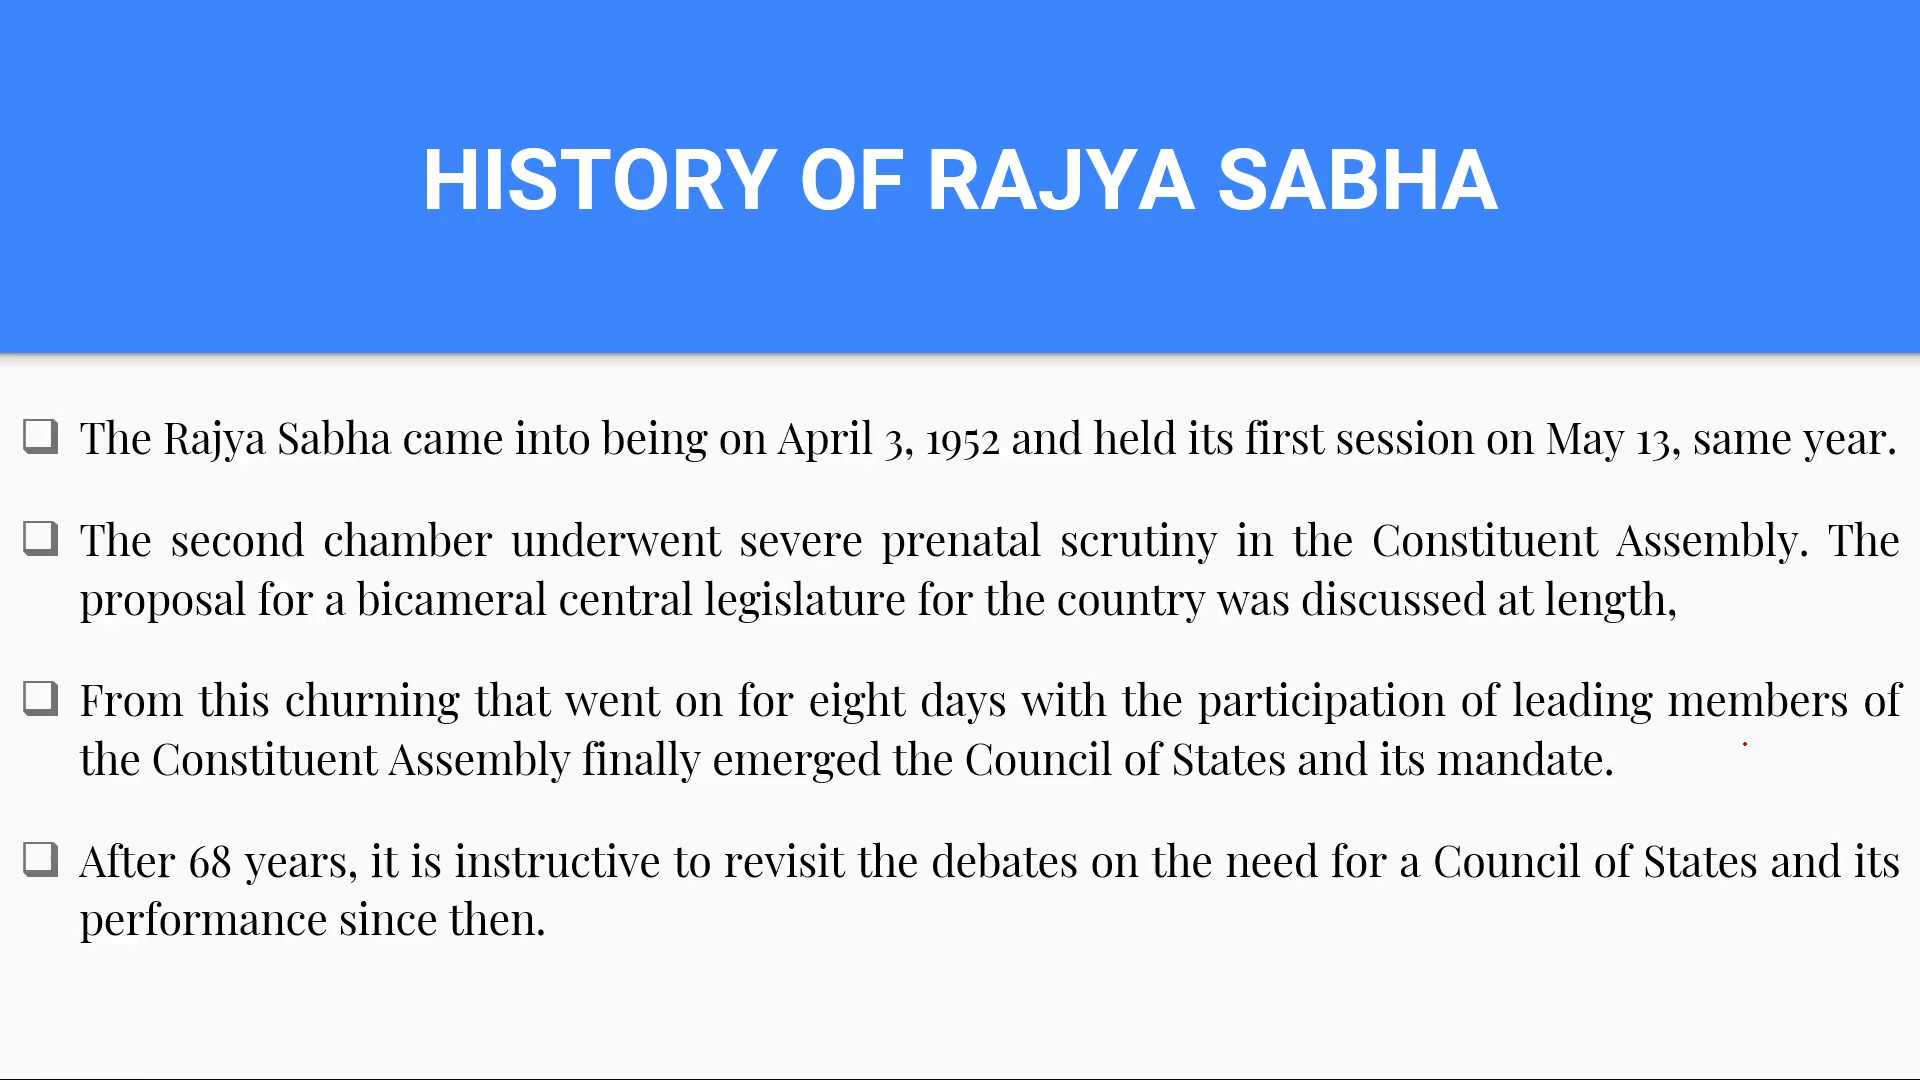 HISTORY OF RAJYA SABHA
The Rajya Sabha came into being on April 3, 1952 and held its first session on May 13, same year.
The second chamber underwent severe prenatal scrutiny in the Constituent Assembly. The
proposal for a bicameral central legislature for the country was discussed at length,
From this churning that went on for eight days with the participation of leading members of
the Constituent Assembly finally emerged the Council of States and its mandate.
After 68 years, it is instructive to revisit the debates on the need for a Council of States and its
performance since then.